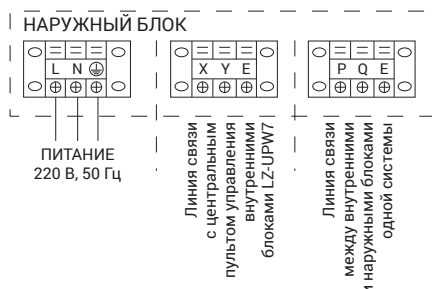 НАРУЖНЫЙ БЛОК
L N
X Y E
P Q E
ПИТАНИЕ
220 В, 50 Гц
Линия связи
с центральным
пультом управления
внутренними
блоками LZ-UPW7
Линия связи
между внутренними
и наружными блоками
одной системы